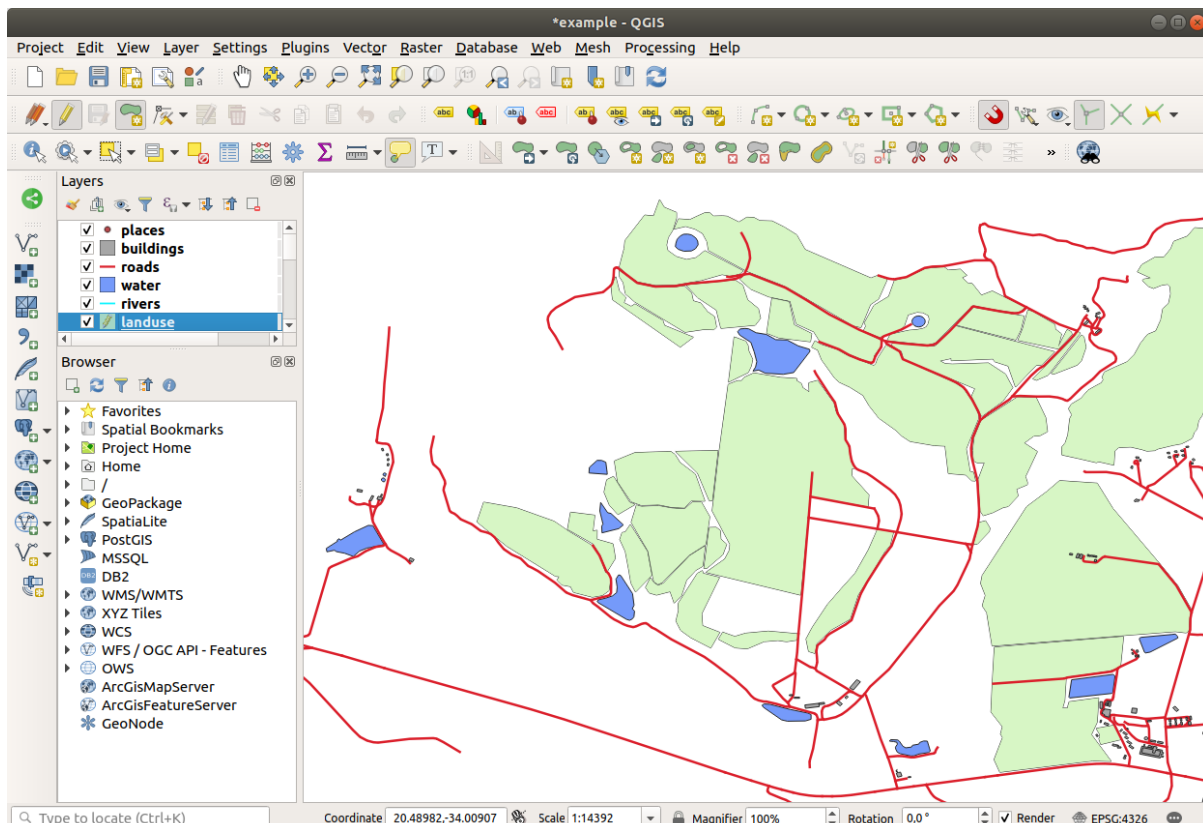 *example - QGIS
Project Edit View Layer Settings Plugins Vector Raster Database Web Mesh Processing Help
Layers
places
buildings
roads
water
rivers
landuse
Browser
Favorites
Spatial Bookmarks
Project Home
Home
/
GeoPackage
SpatiaLite
PostGIS
MSSQL
DB2
WMS/WMTS
XYZ Tiles
WCS
WFS / OGC API - Features
OWS
ArcGisMapServer
ArcGisFeatureServer
GeoNode
Type to locate (Ctrl+K) Coordinate 20.48982,-34.00907 Scale 1:14392 Magnifier 100% Rotation 0,0 ° Render EPSG:4326